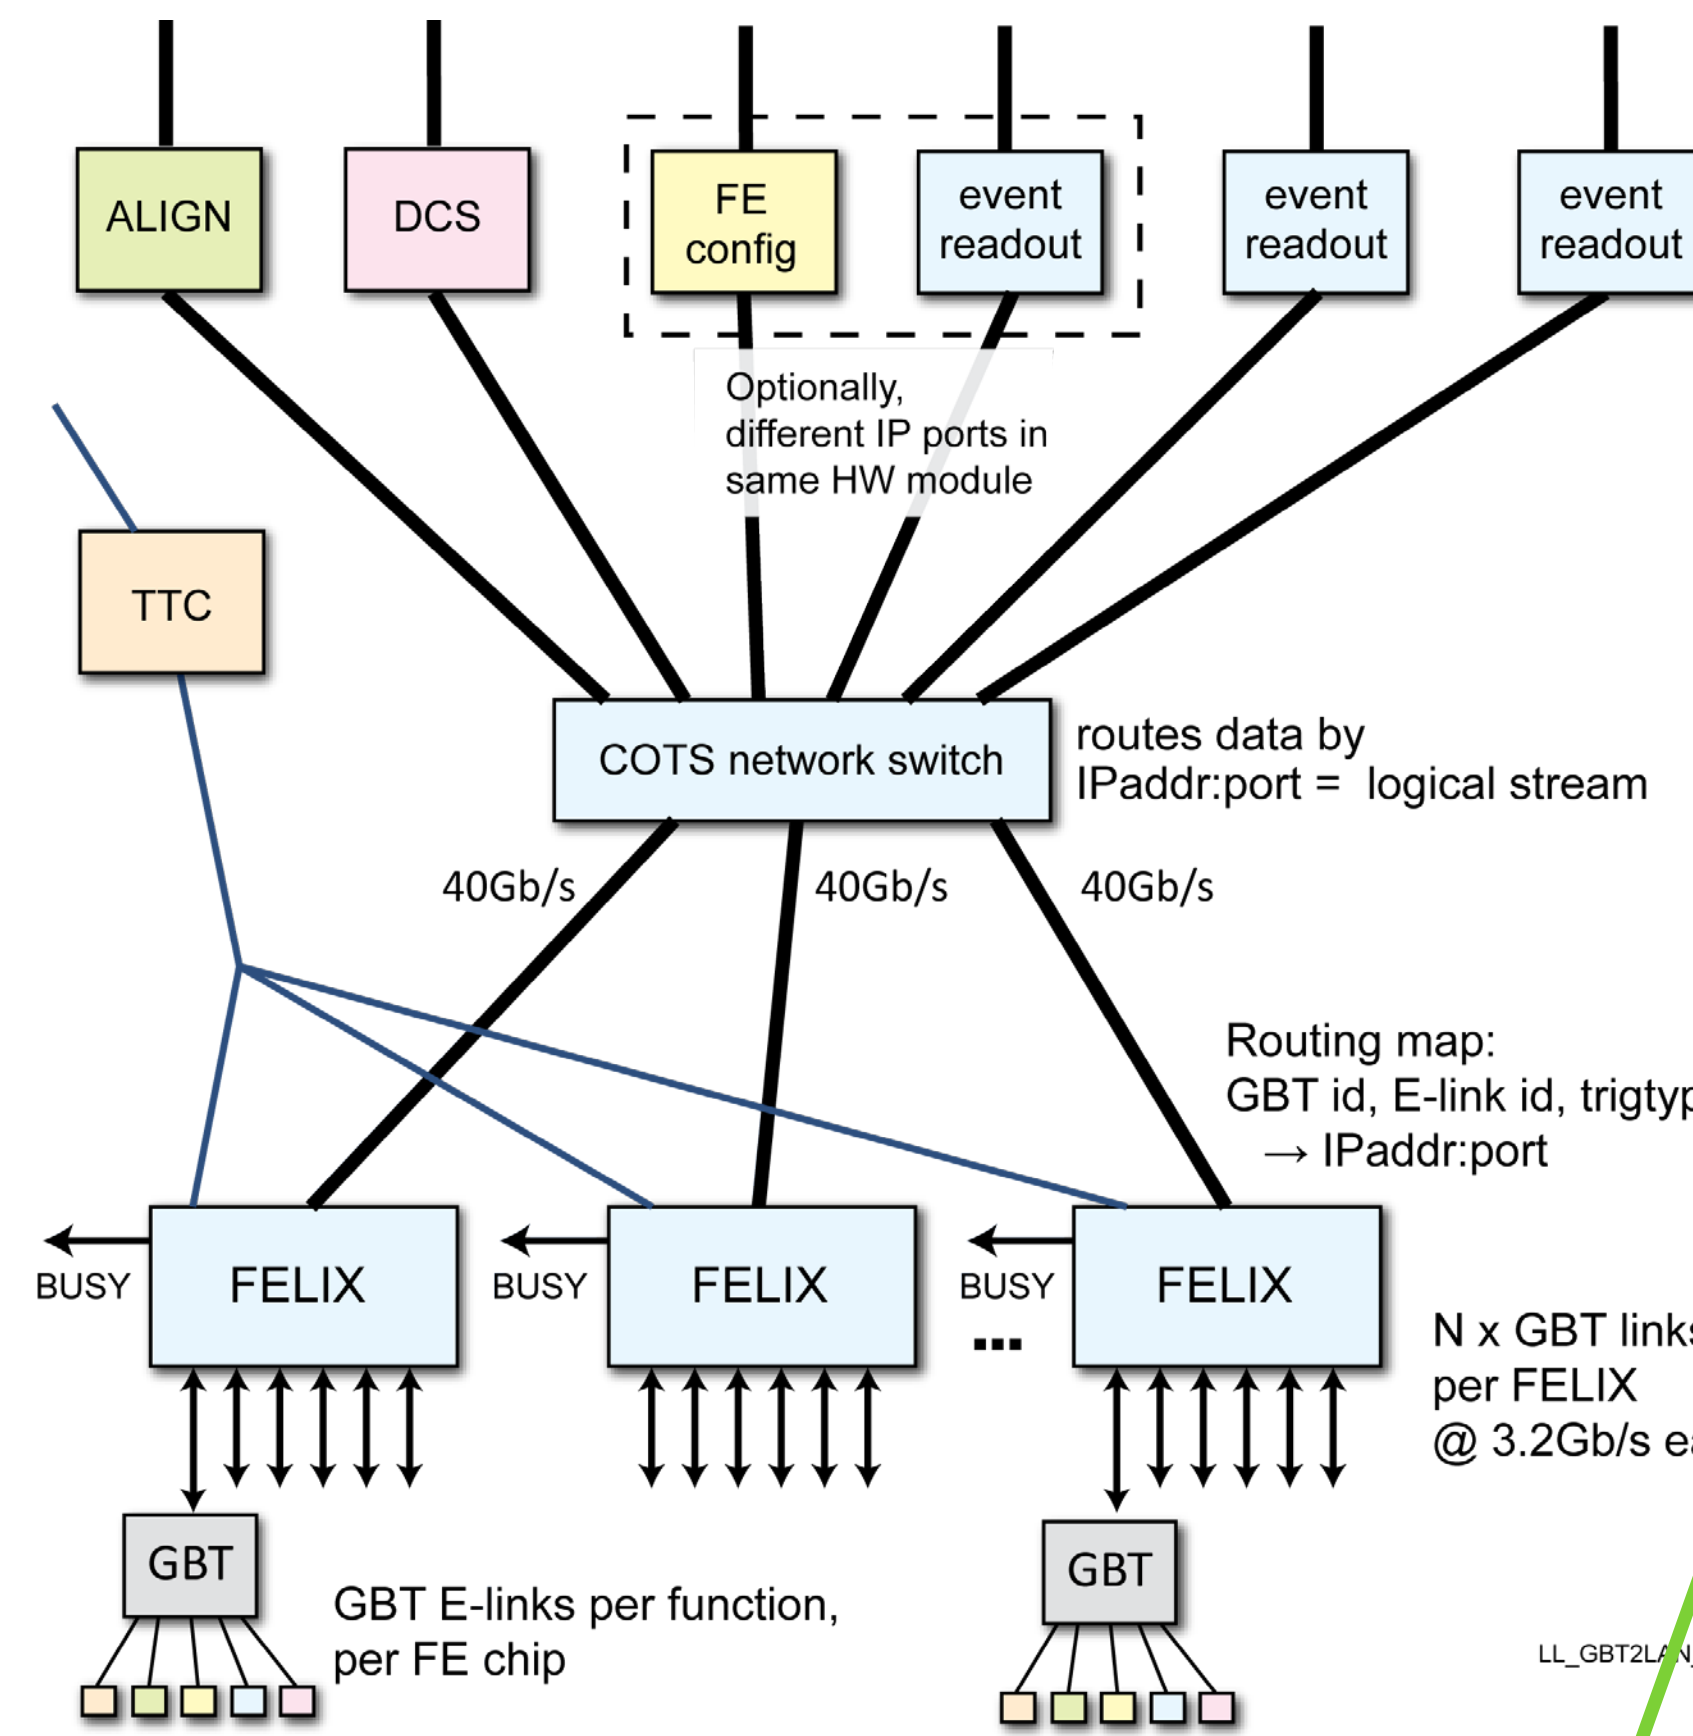 ALIGN
DCS
FE
config
event
readout
event
readout
event
readout
Optionally,
different IP ports in
same HW module
TTC
COTS network switch
routes data by
IPaddr:port = logical stream
40Gb/s
40Gb/s
40Gb/s
Routing map:
GBT id, E-link id,
→ IPaddr:port
BUSY
FELIX
BUSY
FELIX
BUSY
...
FELIX
N x GBT links
per FELIX
@ 3.2Gb/s
GBT
GBT E-links per function,
per FE chip
GBT